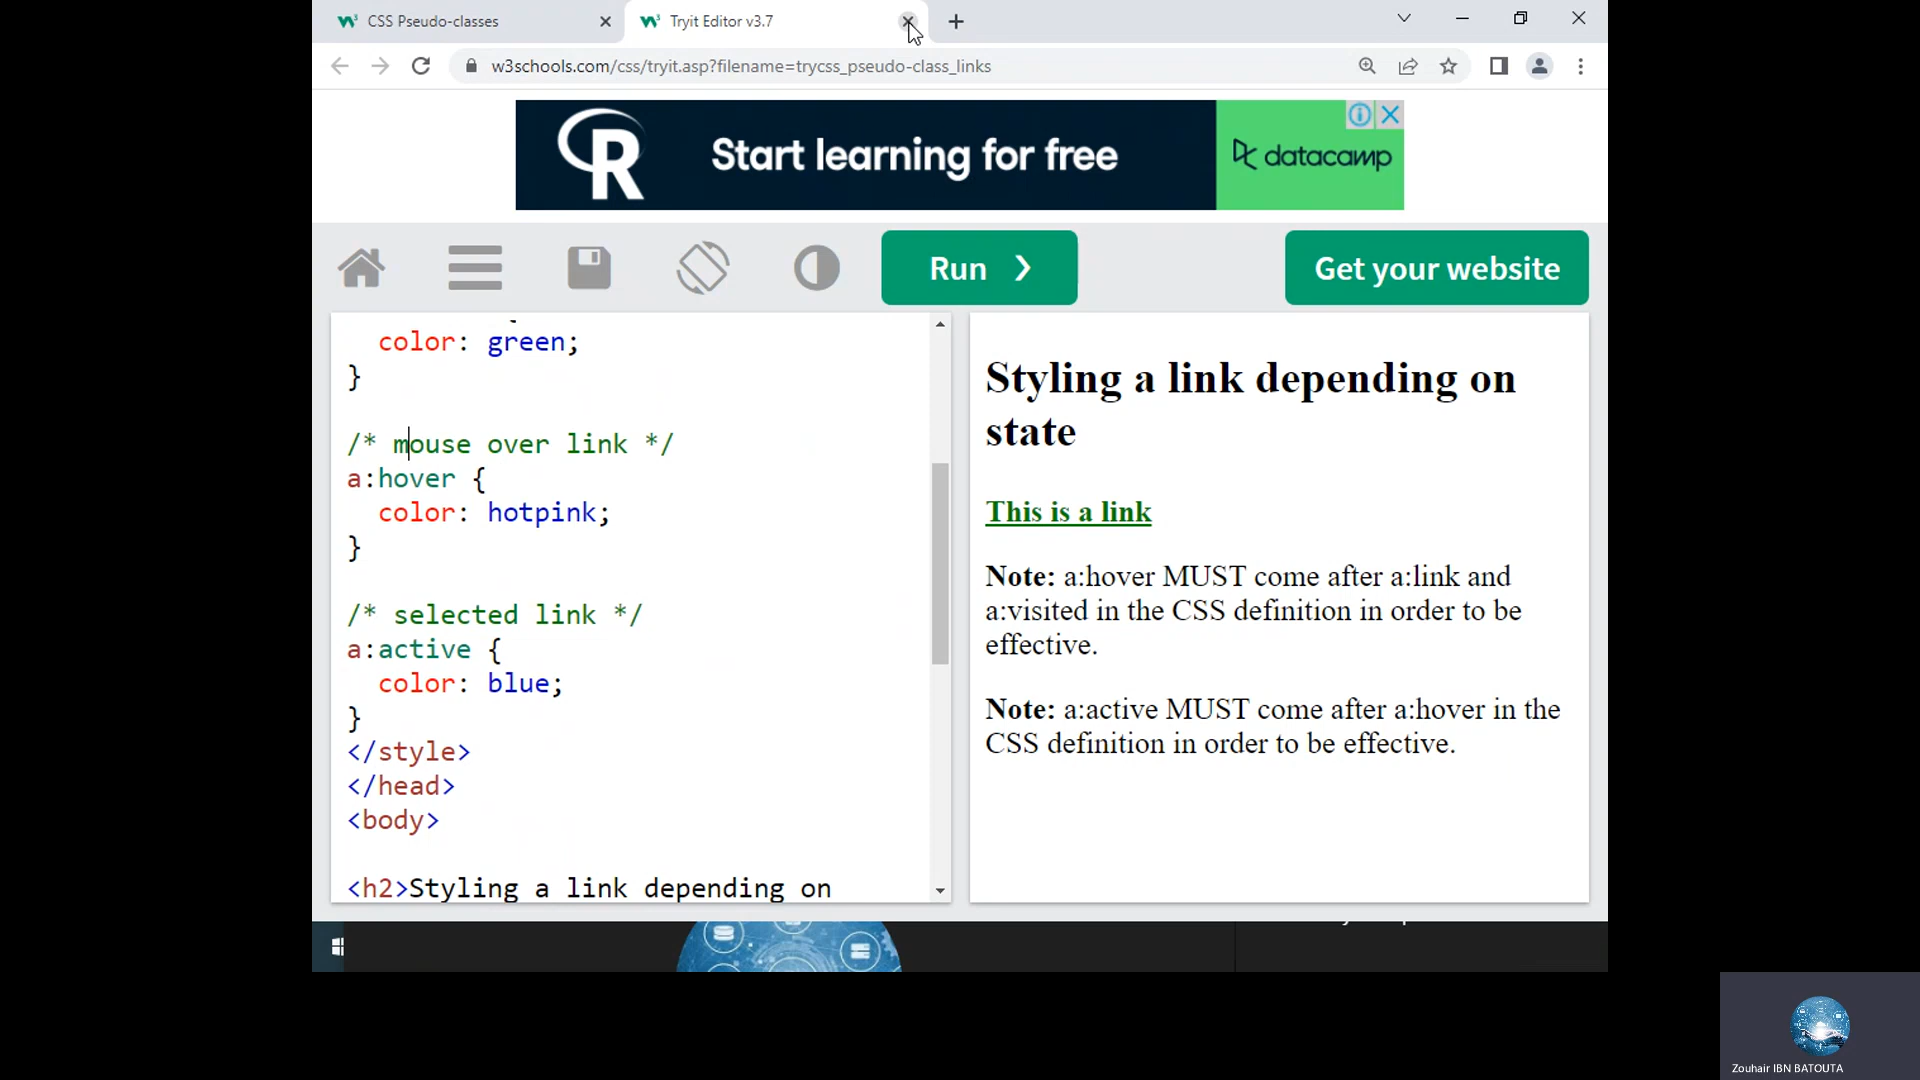 CSS Pseudo-classes
Tryit Editor v3.7
w3schools.com/css/tryit.asp?filename=trycss_pseudo-class_links
R
Start learning for free
datacamp
Run ❯
Get your website
color: green;
}
/* mouse over link */
a:hover {
color: hotpink;
}
/* selected link */
a:active {
color: blue;
}
</style>
</head>
<body>
<h2>Styling a link depending on
Styling a link depending on
state
This is a link
Note: a:hover MUST come after a:link and
a:visited in the CSS definition in order to be
effective.
Note: a:active MUST come after a:hover in the
CSS definition in order to be effective.
Zouhair IBN BATOUTA